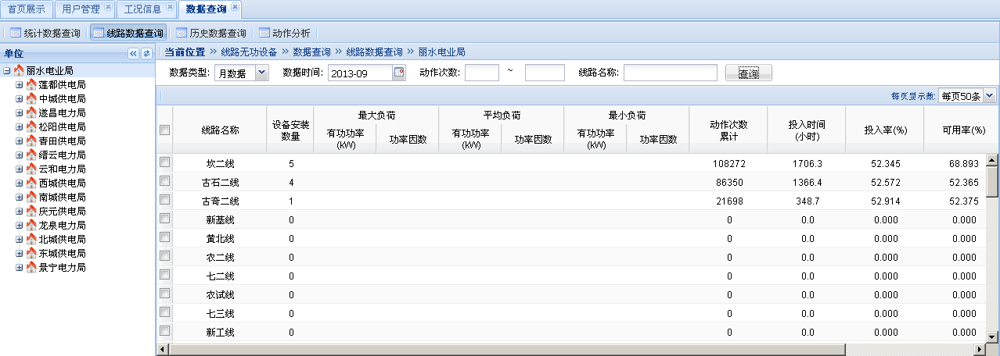 首页展示 用户管理 工况信息 数据查询
统计数据查询 线路数据查询 历史数据查询 动作分析
单位
丽水电业局
莲都供电局
中城供电局
遂昌电力局
松阳供电局
青田供电局
缙云电力局
云和电力局
西城供电局
南城供电局
庆元供电局
龙泉电力局
北城供电局
东城供电局
景宁电力局
当前位置 >> 线路无功设备 >> 数据查询 >> 线路数据查询 >> 丽水电业局
数据类型: 月数据 数据时间: 2013-09 动作次数: ~ 线路名称: 查询
每页显示数: 每页50条
线路名称 设备安装数量 最大负荷 平均负荷 最小负荷 动作次数累计 投入时间(小时) 投入率(%) 可用率(%)
有功功率(kW) 功率因数 有功功率(kW) 功率因数 有功功率(kW) 功率因数
坎二线 5 108272 1706.3 52.345 68.893
古石二线 4 86350 1366.4 52.572 52.365
古奇二线 1 21698 348.7 52.914 52.375
新基线 0 0 0.0 0.000 0.000
黄北线 0 0 0.0 0.000 0.000
农二线 0 0 0.0 0.000 0.000
七二线 0 0 0.0 0.000 0.000
农试线 0 0 0.0 0.000 0.000
七三线 0 0 0.0 0.000 0.000
新工线 0 0 0.0 0.000 0.000